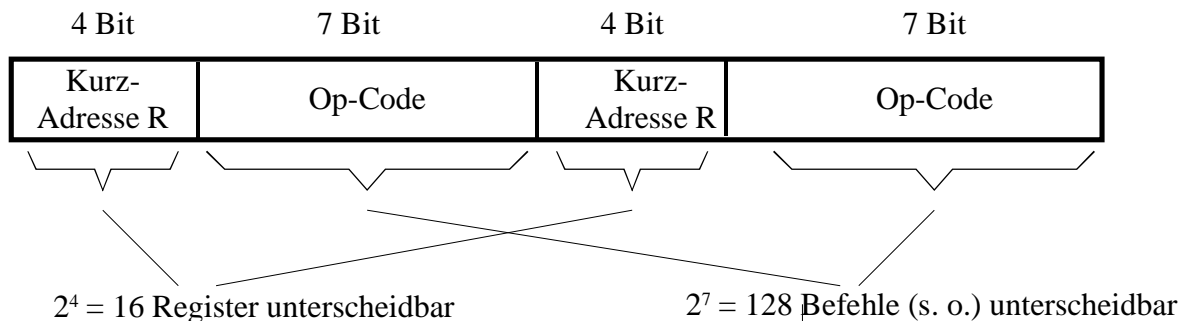 4 Bit 7 Bit 4 Bit 7 Bit
Kurz- Kurz-
Adresse R Op-Code Adresse R Op-Code
2⁴ = 16 Register unterscheidbar 2⁷ = 128 Befehle (s. o.) unterscheidbar